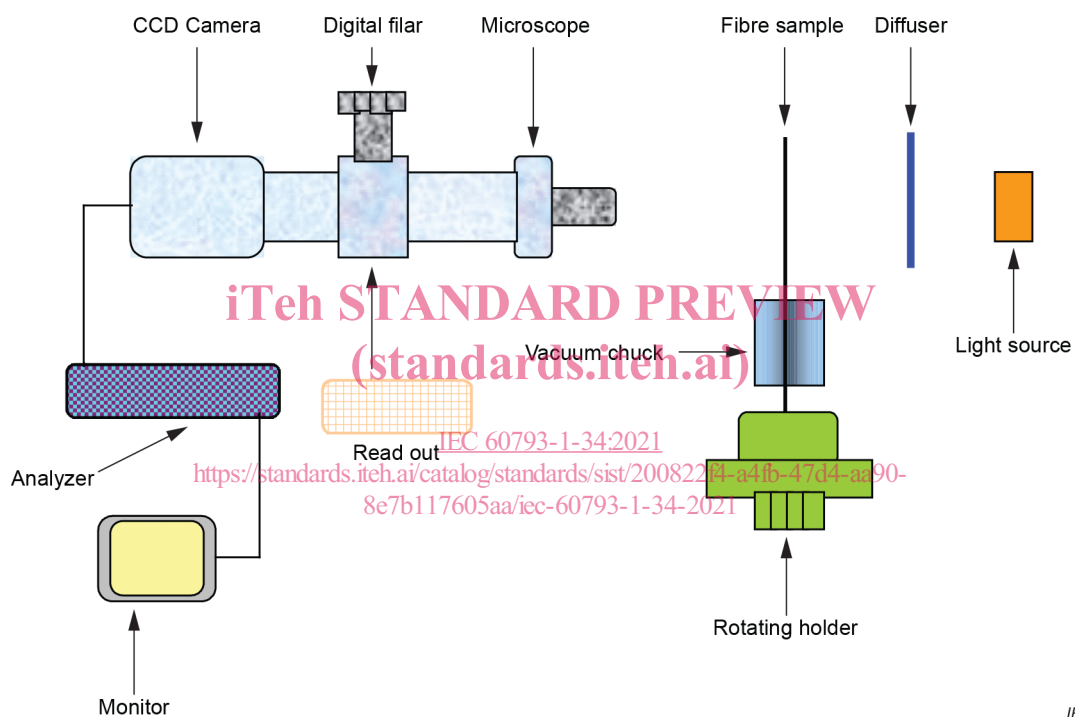 CCD Camera
Digital filar
Microscope
Fibre sample
Diffuser
iTeh STANDARD PREVIEW
(standards.iteh.ai)
Vacuum chuck
Light source
Read out
IEC 60793-1-34:2021
Analyzer
https://standards.iteh.ai/catalog/standards/sist/200822f4-a4fb-47d4-aa90-
8e7b117605aa/iec-60793-1-34-2021
Rotating holder
Monitor